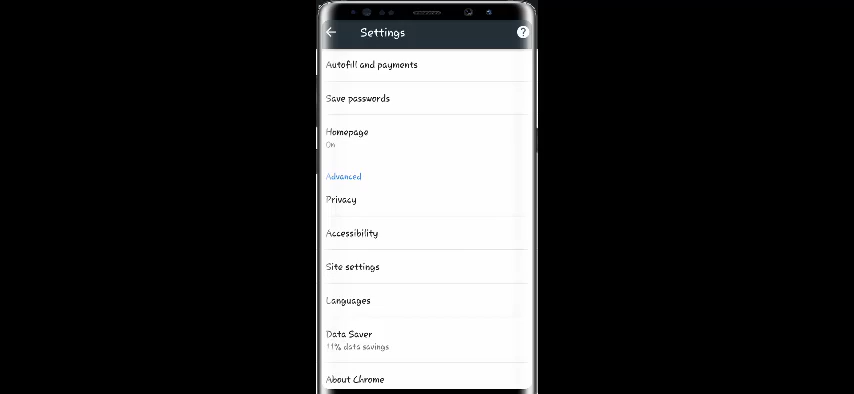 Settings
?
Autofill and payments
Save passwords
Homepage
On
Advanced
Privacy
Accessibility
Site settings
Languages
Data Saver
11% data savings
About Chrome